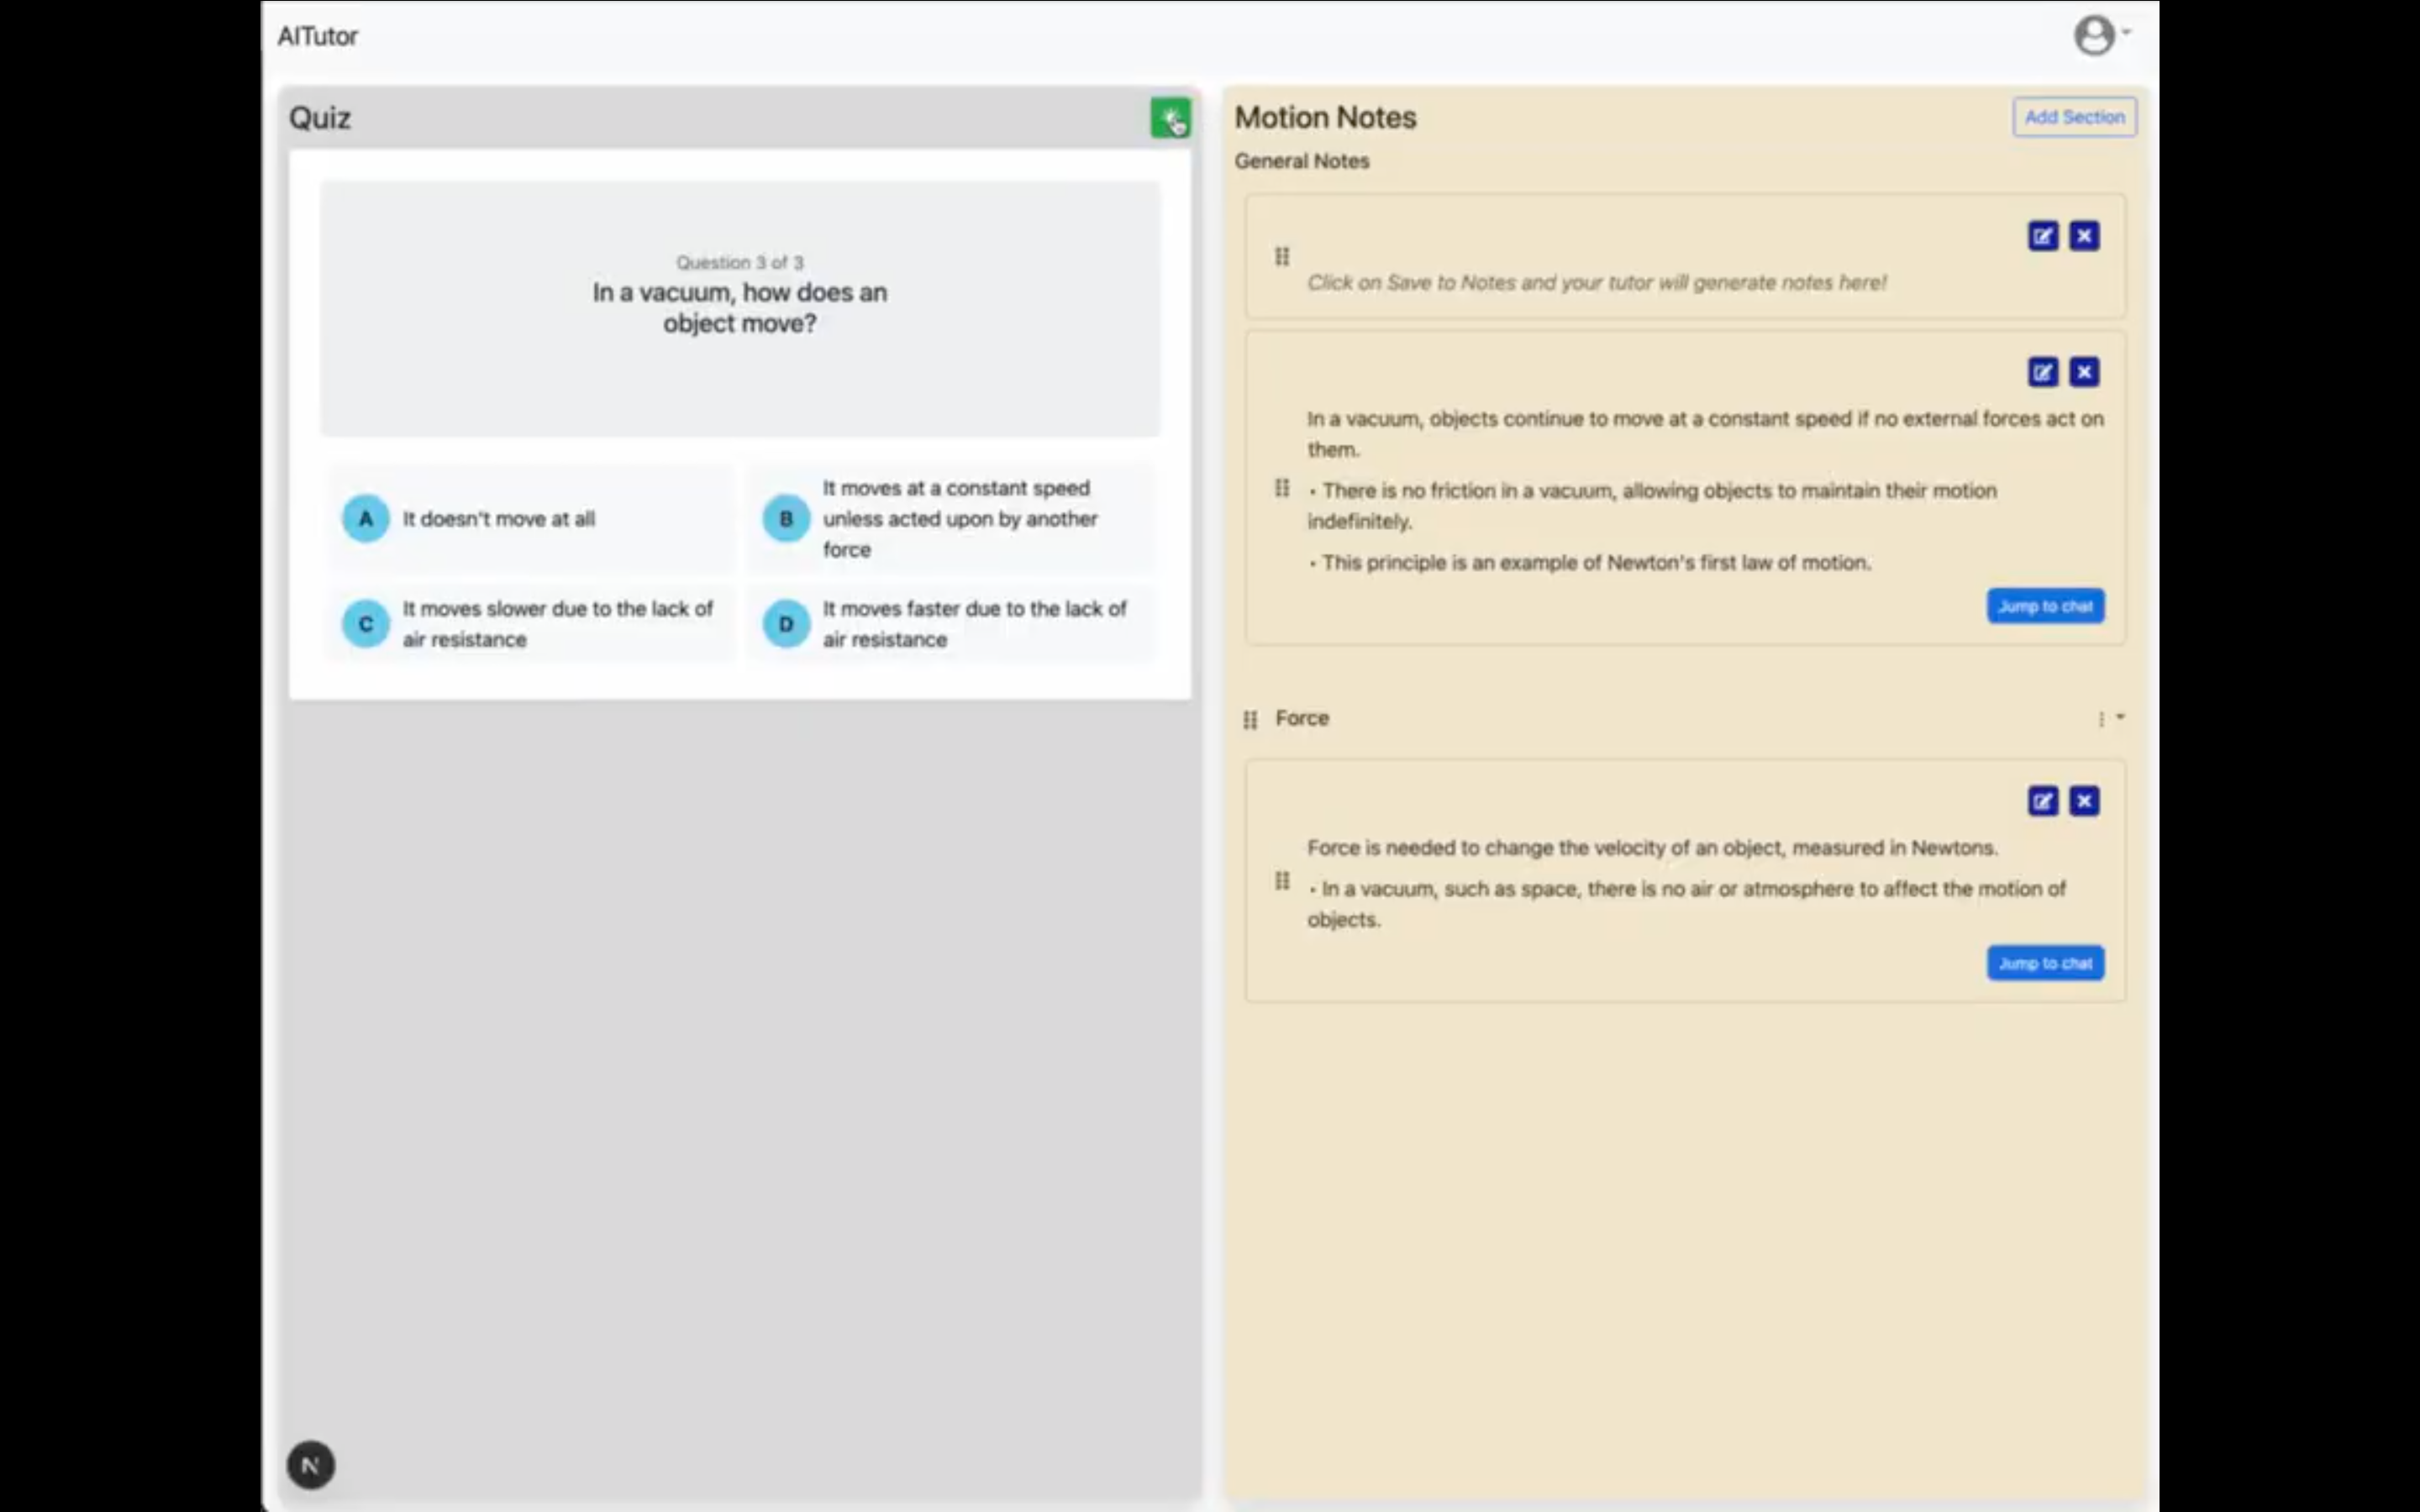 AITutor
Quiz
Question 3 of 3
In a vacuum, how does an
object move?
A
It doesn't move at all
B
It moves at a constant speed
unless acted upon by another
force
C
It moves slower due to the lack of
air resistance
D
It moves faster due to the lack of
air resistance
N
Motion Notes
Add Section
General Notes
Click on Save to Notes and your tutor will generate notes here!
In a vacuum, objects continue to move at a constant speed if no external forces act on
them.
• There is no friction in a vacuum, allowing objects to maintain their motion
indefinitely.
• This principle is an example of Newton's first law of motion.
Jump to chat
Force
Force is needed to change the velocity of an object, measured in Newtons.
• In a vacuum, such as space, there is no air or atmosphere to affect the motion of
objects.
Jump to chat